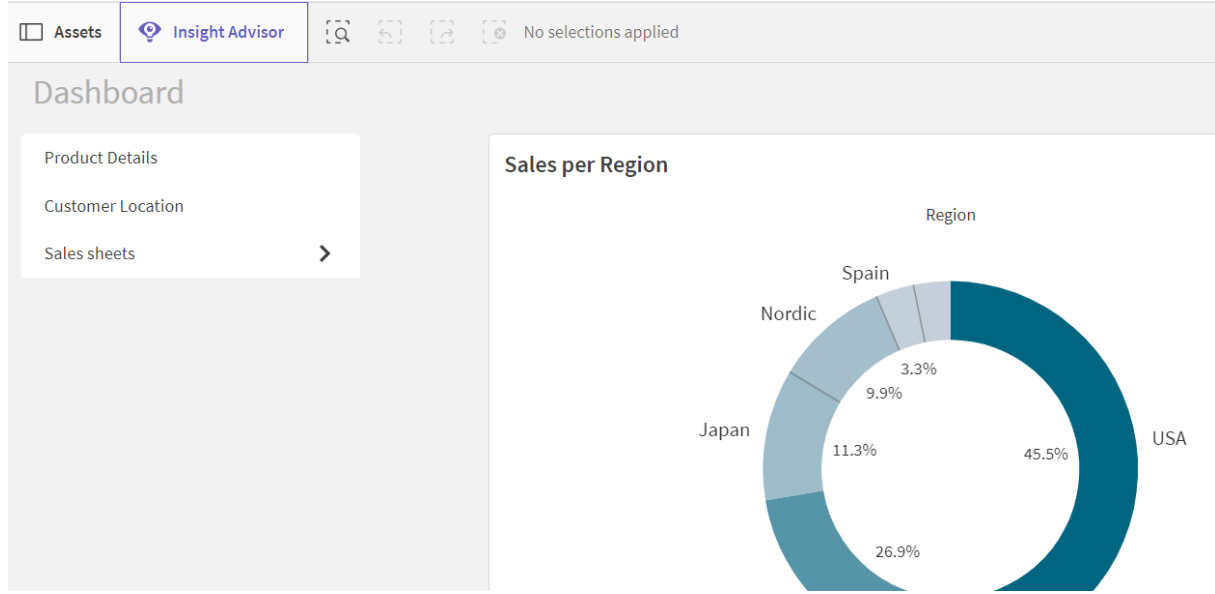 Assets
Insight Advisor
No selections applied
Dashboard
Product Details
Customer Location
Sales sheets
Sales per Region
Region
Spain
Nordic
3.3%
9.9%
Japan
11.3%
45.5%
USA
26.9%